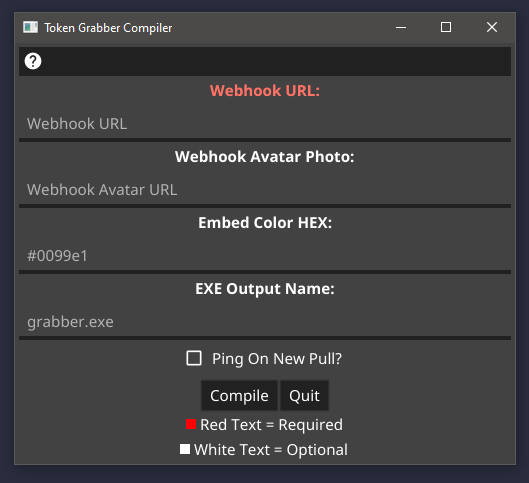 Token Grabber Compiler
Webhook URL:
Webhook URL
Webhook Avatar Photo:
Webhook Avatar URL
Embed Color HEX:
#0099e1
EXE Output Name:
grabber.exe
Ping On New Pull?
Compile Quit
Red Text = Required
White Text = Optional